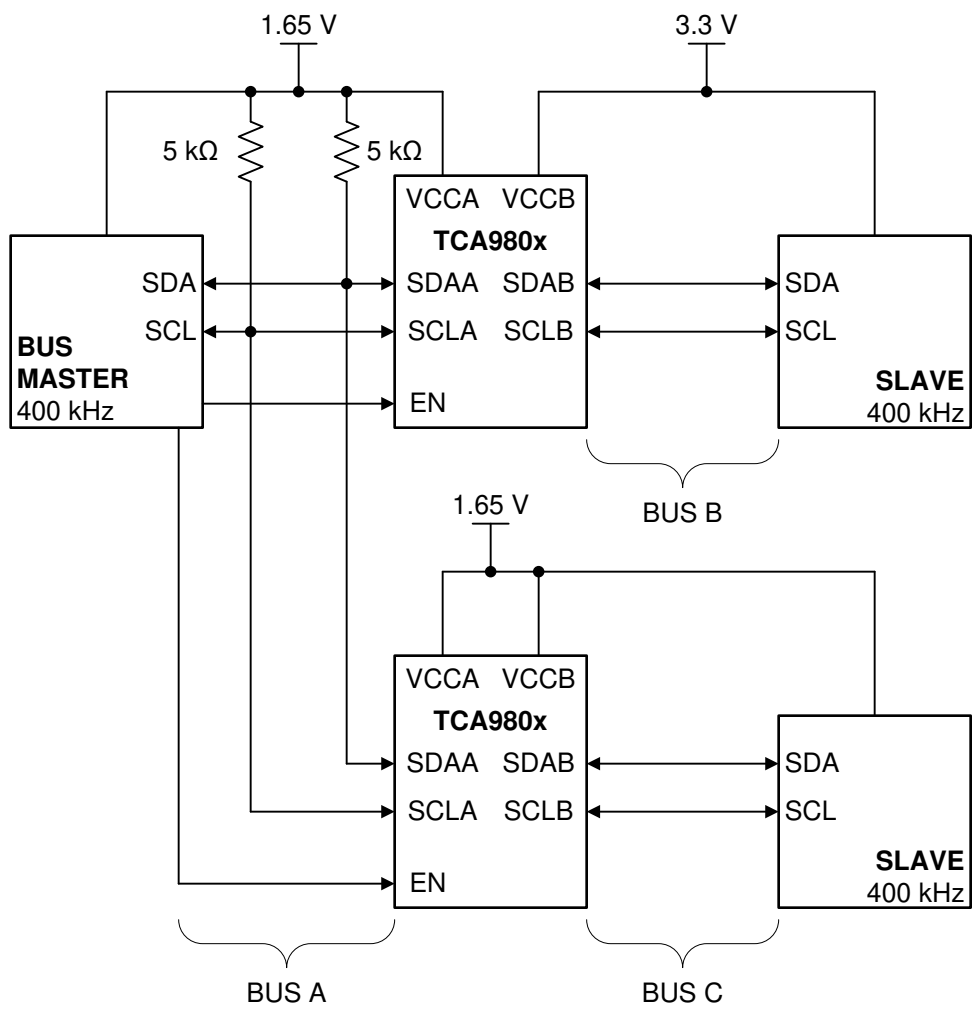 1.65 V
3.3 V
5 kΩ
5 kΩ
VCCA VCCB
TCA980x
SDA
SDAA SDAB
SDA
SCL
SCLA SCLB
SCL
BUS
MASTER
400 kHz
EN
SLAVE
400 kHz
BUS B
1.65 V
VCCA VCCB
TCA980x
SDAA SDAB
SDA
SCLA SCLB
SCL
EN
SLAVE
400 kHz
BUS A
BUS C